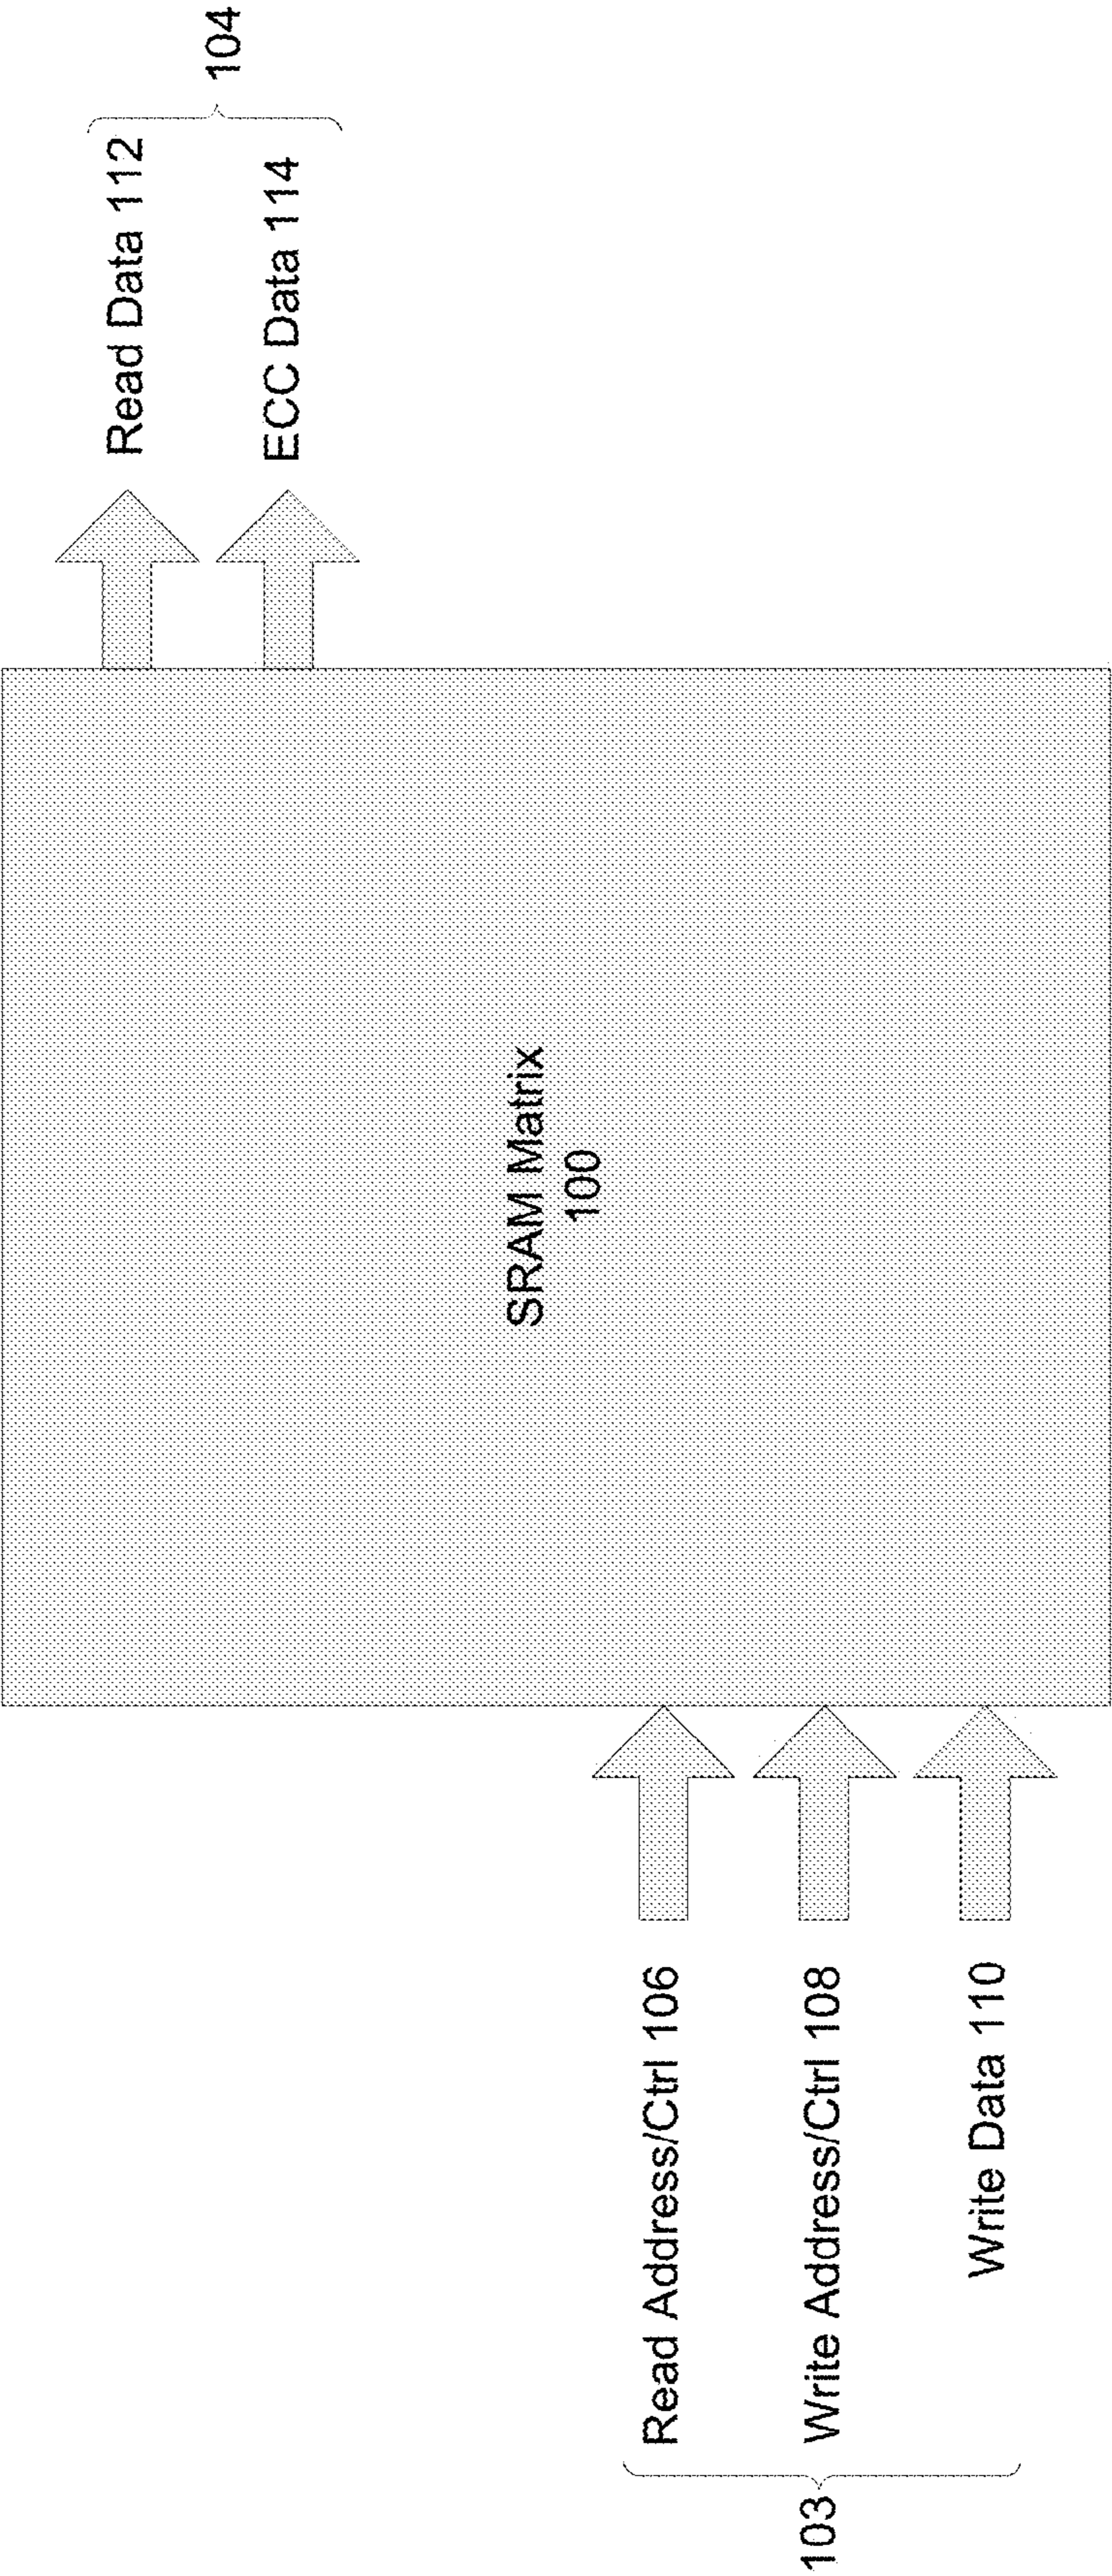 Read Data 112
ECC Data 114
104
SRAM Matrix
100
Read Address/Ctrl 106
Write Address/Ctrl 108
Write Data 110
103